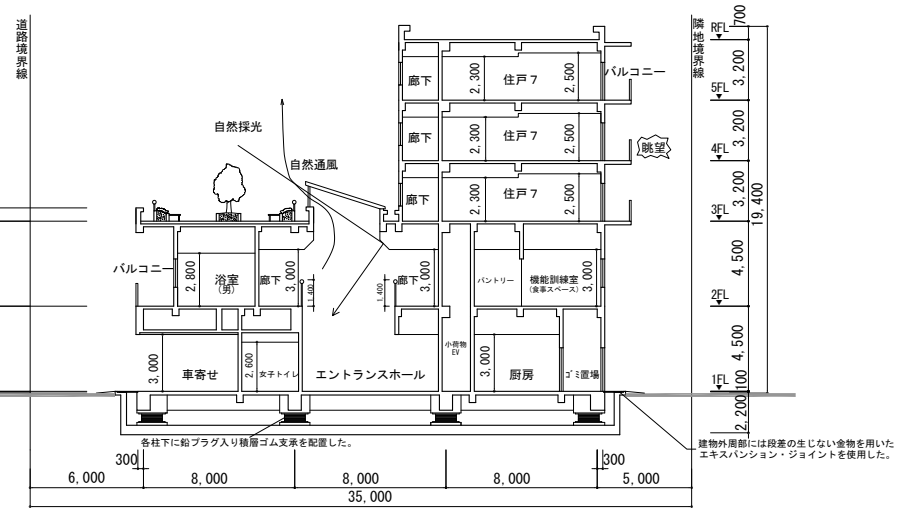 道路境界線
隣地境界線
RFL
700
3,200
5FL
3,200
4FL
3,200
3FL
19,400
4,500
2FL
4,500
1FL
100
2,200
廊下
2,300
住戸7
2,500
バルコニー
廊下
2,300
住戸7
2,500
眺望
廊下
2,300
住戸7
2,500
自然採光
自然通風
バルコニー
2,800
浴室
(男)
廊下
3,000
1,400
1,400
廊下
3,000
パントリー
機能訓練室
(食事スペース)
3,000
3,000
車寄せ
2,600
女子トイレ
エントランスホール
小荷物
EV
3,000
厨房
ゴミ置場
各柱下に鉛プラグ入り積層ゴム支承を配置した。
建物外周部には段差の生じない金物を用いた
エキスパンション・ジョイントを使用した。
300
300
6,000
8,000
8,000
8,000
5,000
35,000